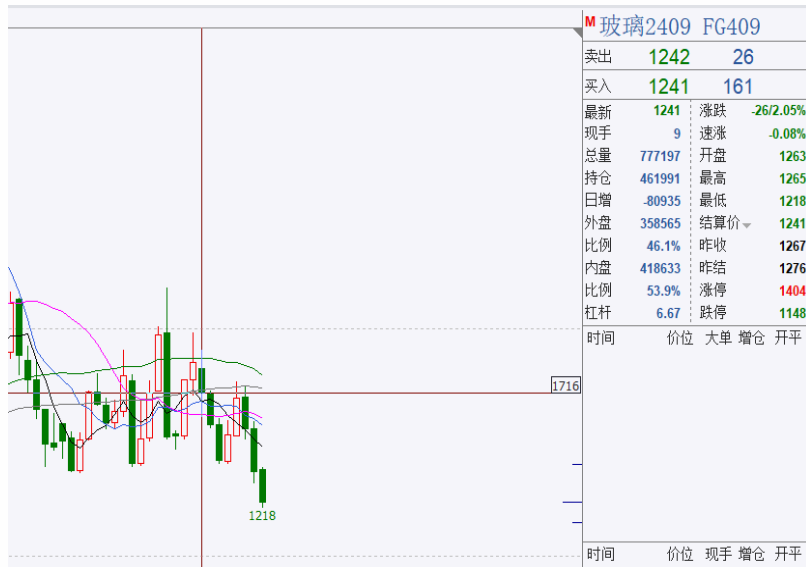 M 玻璃2409 FG409
卖出 1242 26
买入 1241 161
最新 1241 涨跌 -26/2.05%
现手 9 速涨 -0.08%
总量 777197 开盘 1263
持仓 461991 最高 1265
日增 -80935 最低 1218
外盘 358565 结算价 1241
比例 46.1% 昨收 1267
内盘 418633 昨结 1276
比例 53.9% 涨停 1404
杠杆 6.67 跌停 1148
时间 价位 大单 增仓 开平
1716
1218
时间 价位 现手 增仓 开平